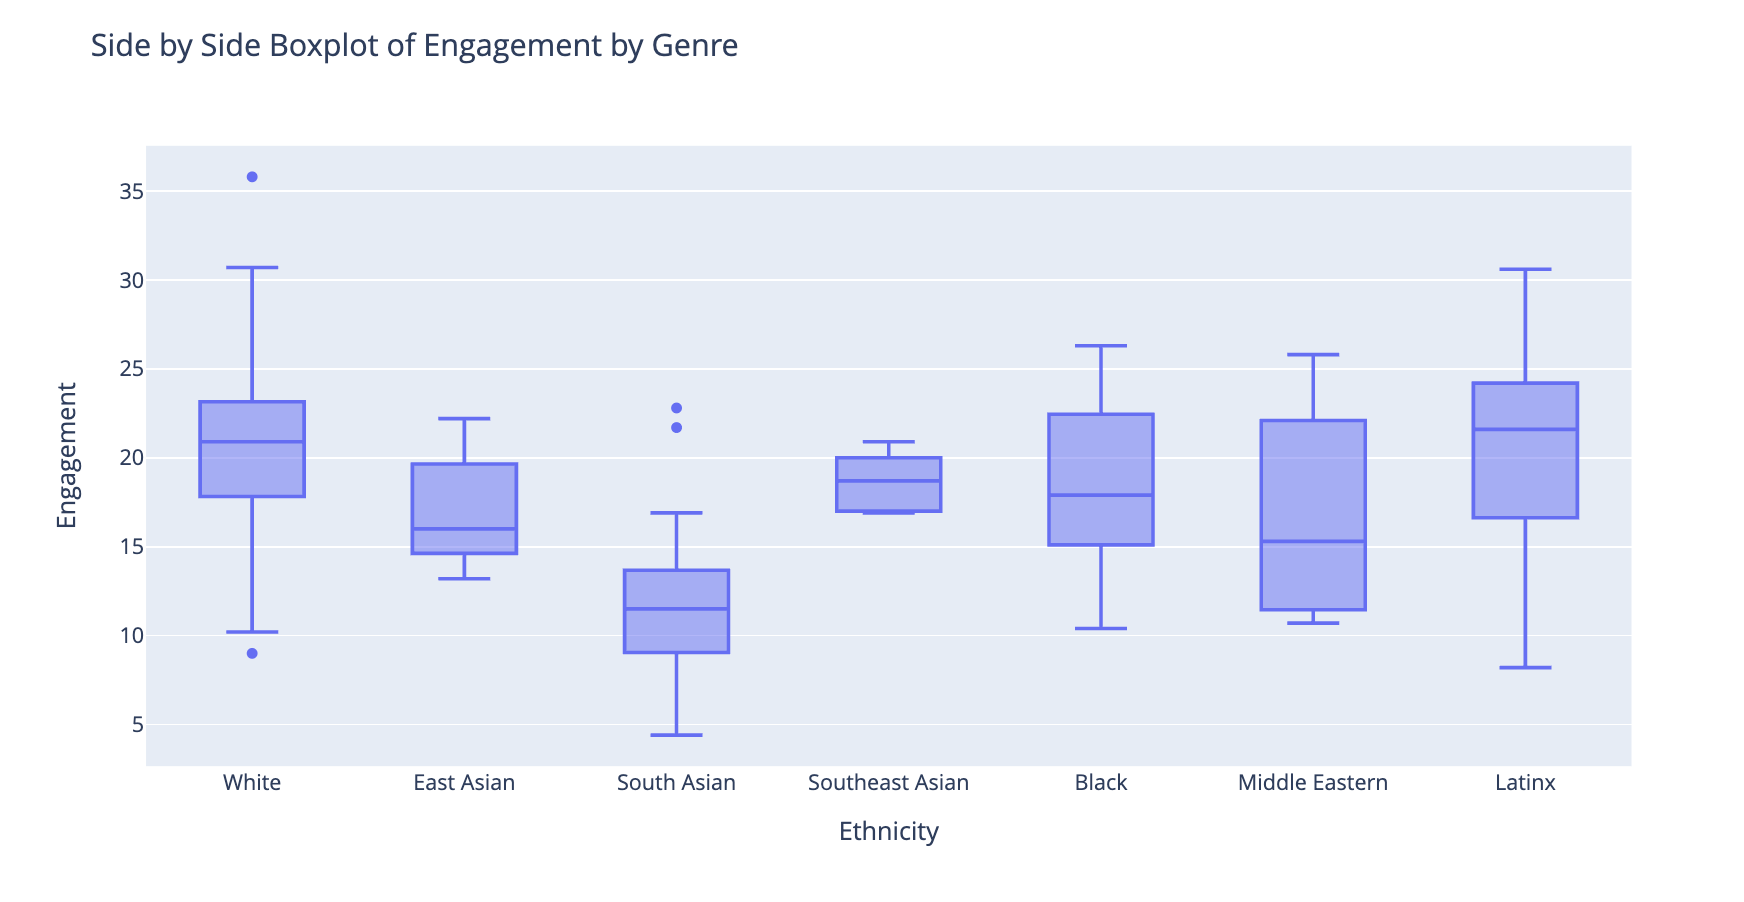 Side by Side Boxplot of Engagement by Genre
35
30
25
20
15
10
5
Engagement
White
East Asian
South Asian
Southeast Asian
Black
Middle Eastern
Latinx
Ethnicity